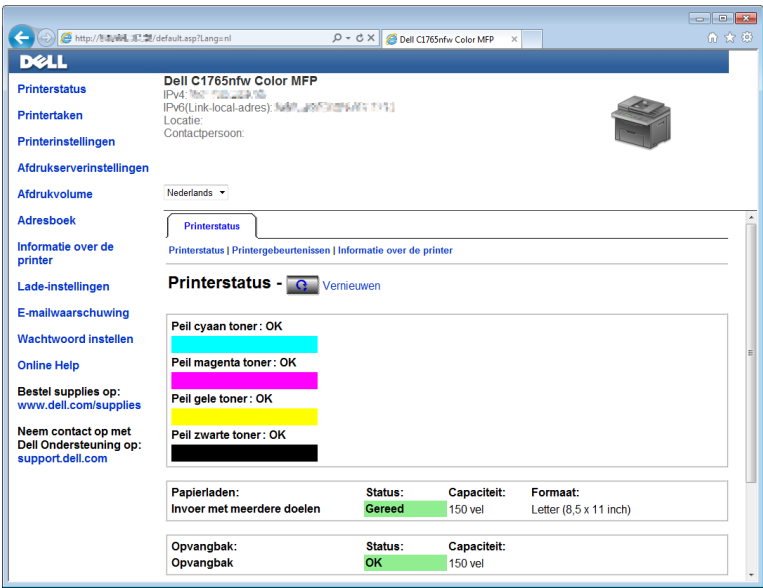 /default.asp?Lang=nl
Dell C1765nfw Color MFP
DELL
Printerstatus
Printertaken
Printerinstellingen
Afdrukserverinstellingen
Afdrukvolume
Adresboek
Informatie over de
printer
Lade-instellingen
E-mailwaarschuwing
Wachtwoord instellen
Online Help
Bestel supplies op:
www.dell.com/supplies
Neem contact op met
Dell Ondersteuning op:
support.dell.com
Dell C1765nfw Color MFP
IPv4:
IPv6(Link-local-adres):
Locatie:
Contactpersoon:
Nederlands
Printerstatus
Printerstatus | Printergebeurtenissen | Informatie over de printer
Printerstatus - Vernieuwen
Peil cyaan toner: OK
Peil magenta toner: OK
Peil gele toner: OK
Peil zwarte toner: OK
Papierladen: Status: Capaciteit: Formaat:
Invoer met meerdere doelen Gereed 150 vel Letter (8,5 x 11 inch)
Opvangbak: Status: Capaciteit:
Opvangbak OK 150 vel